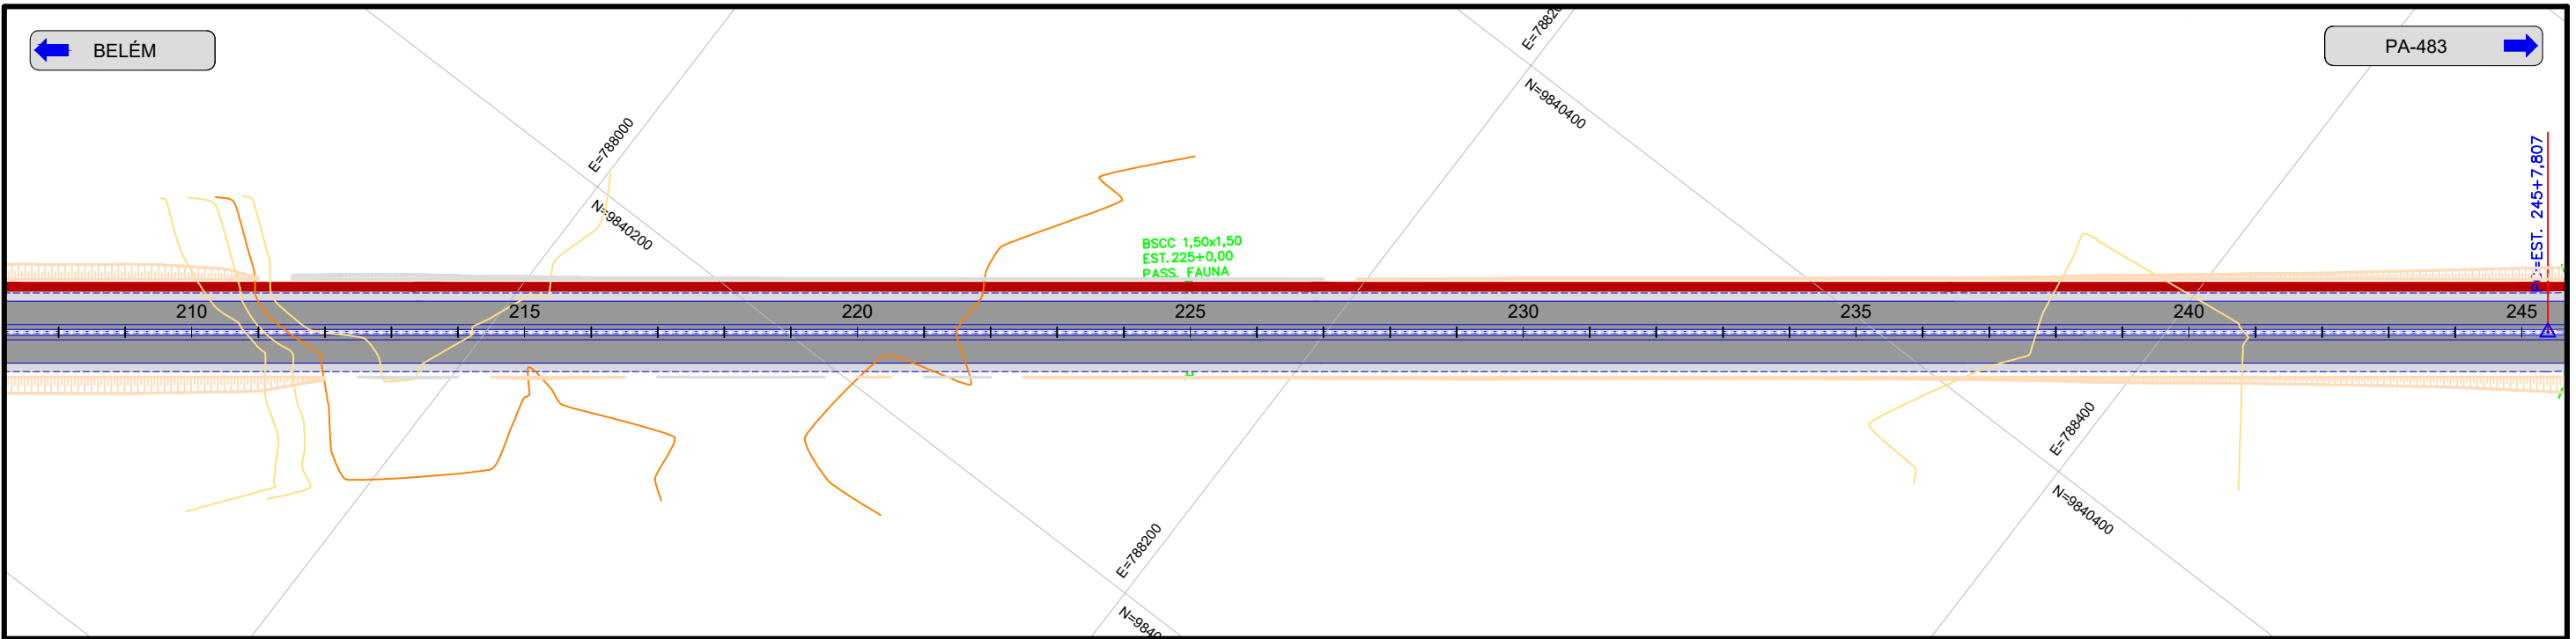 BELÉM
PA-483
E=788000
N=9840200
N=9840400
BSCC 1,50x1,50
EST.225+0,00
PASS. FAUNA
=EST. 245+7,807
210
215
220
225
230
235
240
245
E=788400
N=9840400
E=788200